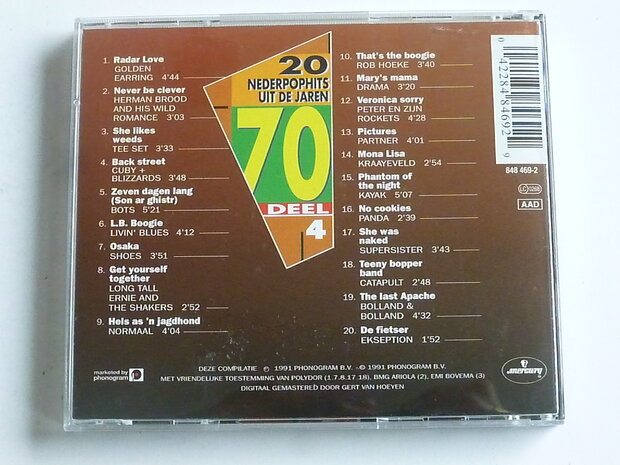 1. Radar Love
GOLDEN
EARRING 4'44
2. Never be clever
HERMAN BROOD
AND HIS WILD
ROMANCE 3'03
3. She likes
weeds
TEE SET 3'33
4. Back street
CUBY +
BLIZZARDS 3'48
5. Zeven dagen lang
(Son ar ghistr)
BOTS 5'21
6. L.B. Boogie
LIVIN' BLUES 4'12
7. Osaka
SHOES 3'51
8. Get yourself
together
LONG TALL
ERNIE AND
THE SHAKERS 2'52
9. Heis as 'n jagdhond
NORMAAL 4'04
20
NEDERPOPHITS
UIT DE JAREN
70
DEEL
4
10. That's the boogie
ROB HOEKE 3'40
11. Mary's mama
DRAMA 3'20
12. Veronica sorry
PETER EN ZIJN
ROCKETS 4'28
13. Pictures
PARTNER 4'01
14. Mona Lisa
KRAAYEVELD 2'54
15. Phantom of
the night
KAYAK 5'07
16. No cookies
PANDA 2'39
17. She was
naked
SUPERSISTER 3'43
18. Teeny bopper
band
CATAPULT 2'48
19. The last Apache
BOLLAND &
BOLLAND 4'32
20. De fietser
EKSEPTION 1'52
0 42284 84692 9
848 469-2
LC 0268
AAD
marketed by
phonogram
DEZE COMPILATIE ℗ 1991 PHONOGRAM B.V. - © 1991 PHONOGRAM B.V.
MET VRIENDELIJKE TOESTEMMING VAN POLYDOR (1.7.8.17.18), BMG ARIOLA (2), EMI BOVEMA (3)
DIGITAAL GEMASTERED DOOR GERT VAN HOEYEN
mercury